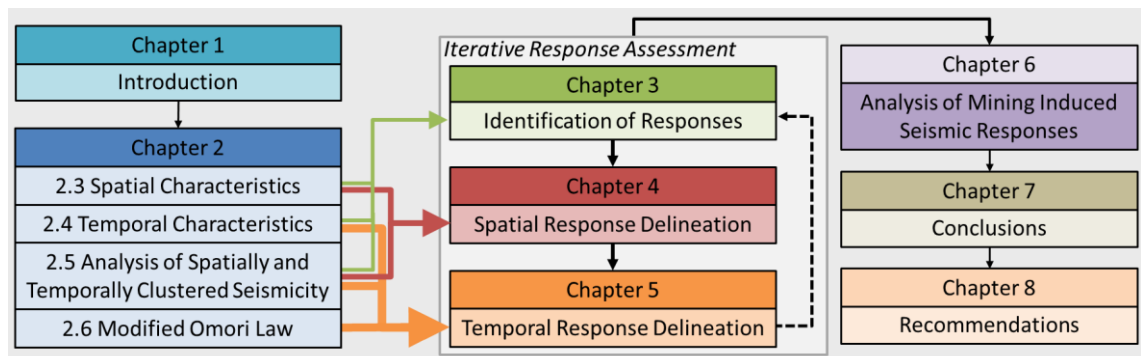 Chapter 1
Introduction
Chapter 2
2.3 Spatial Characteristics
2.4 Temporal Characteristics
2.5 Analysis of Spatially and
Temporally Clustered Seismicity
2.6 Modified Omori Law
Iterative Response Assessment
Chapter 3
Identification of Responses
Chapter 4
Spatial Response Delineation
Chapter 5
Temporal Response Delineation
Chapter 6
Analysis of Mining Induced
Seismic Responses
Chapter 7
Conclusions
Chapter 8
Recommendations